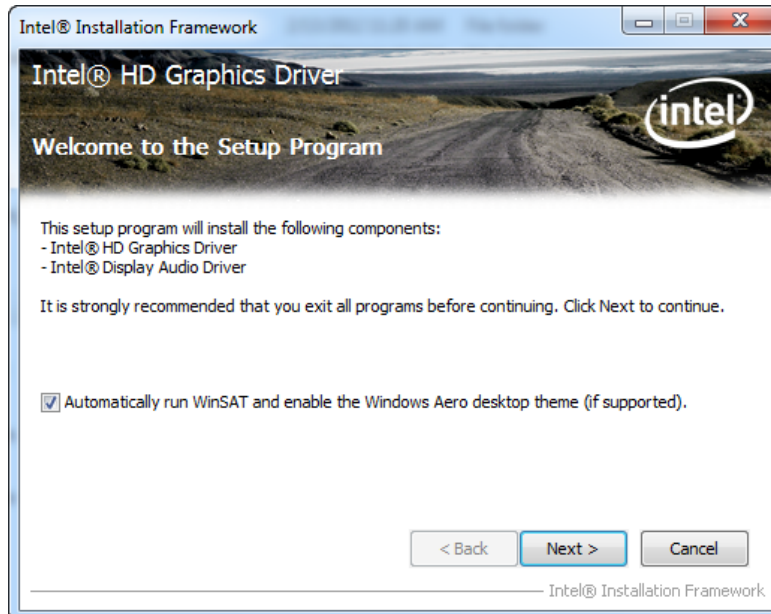 Intel® Installation Framework
Intel® HD Graphics Driver
intel
Welcome to the Setup Program
This setup program will install the following components:
- Intel® HD Graphics Driver
- Intel® Display Audio Driver
It is strongly recommended that you exit all programs before continuing. Click Next to continue.
Automatically run WinSAT and enable the Windows Aero desktop theme (if supported).
< Back
Next >
Cancel
Intel® Installation Framework